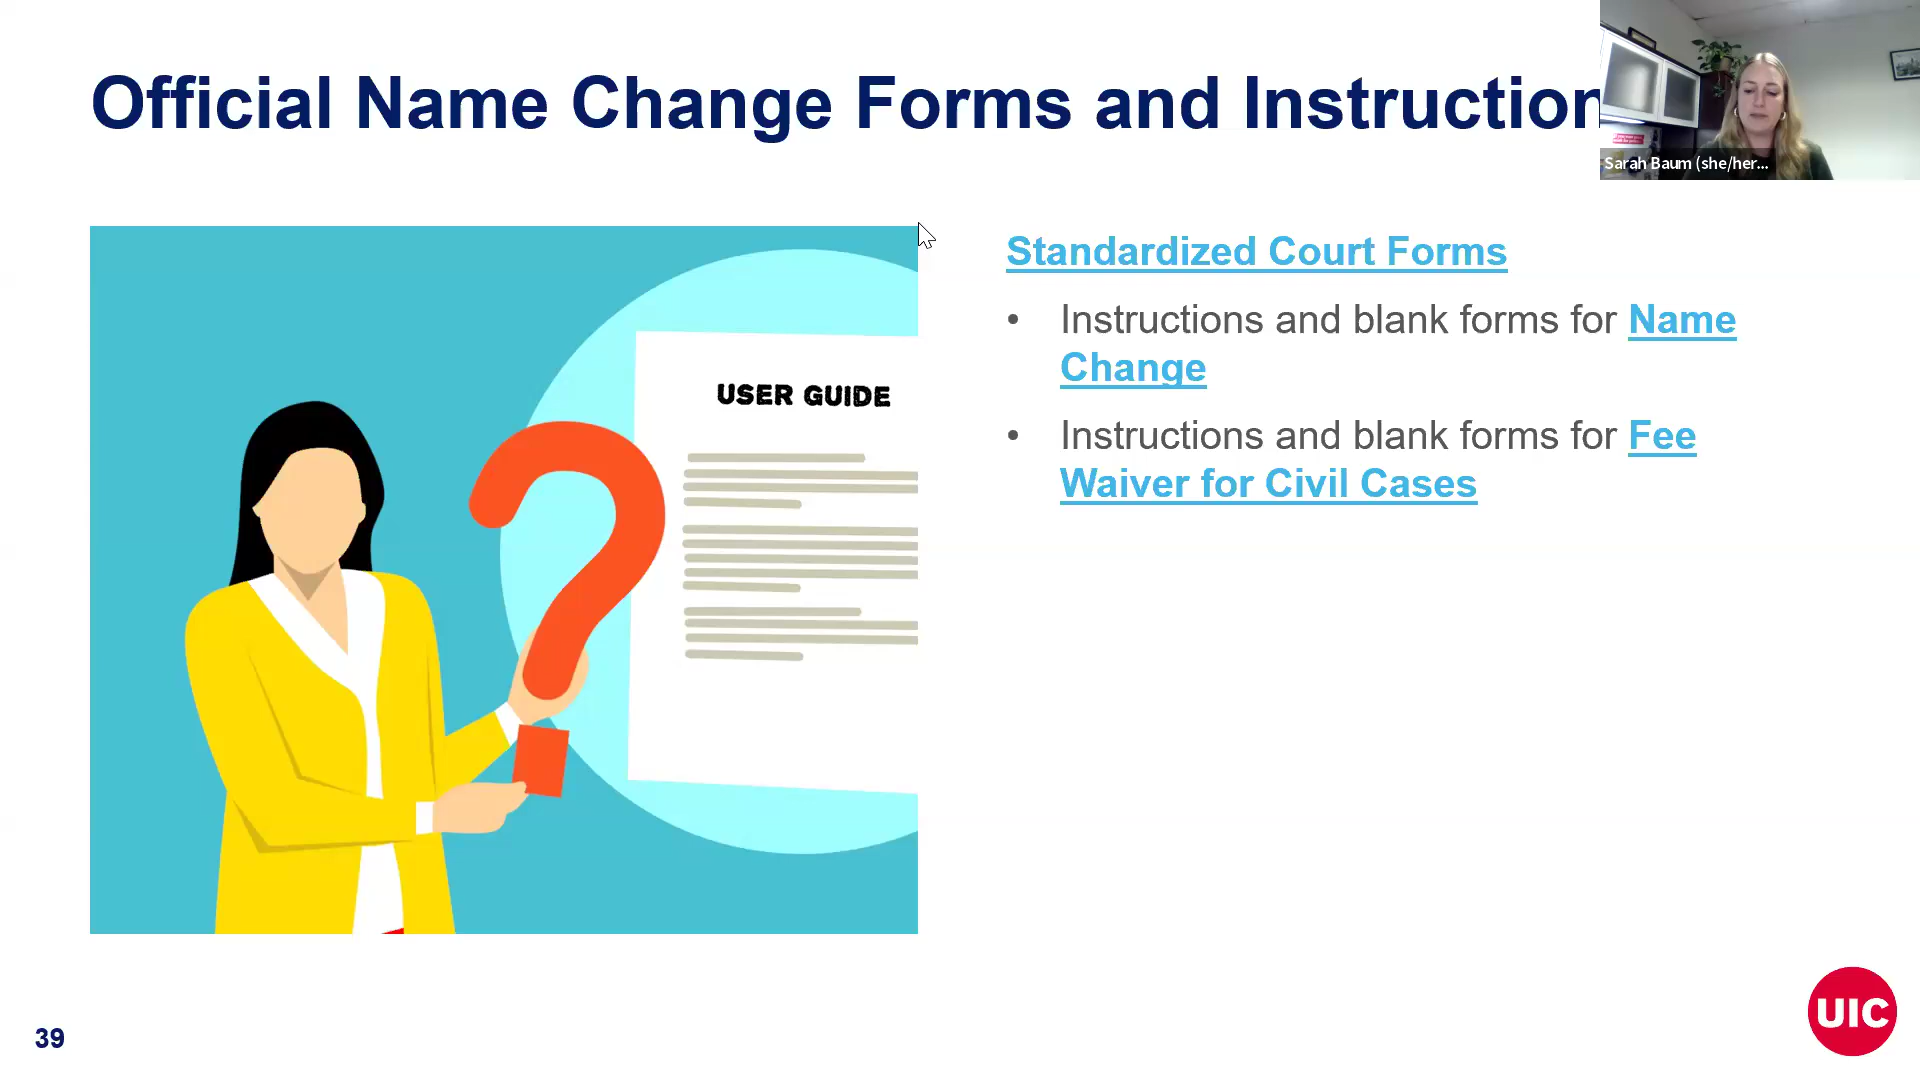 Official Name Change Forms and Instruction
Sarah Baum (she/her...
USER GUIDE
Standardized Court Forms
• Instructions and blank forms for Name
Change
• Instructions and blank forms for Fee
Waiver for Civil Cases
39
UIC